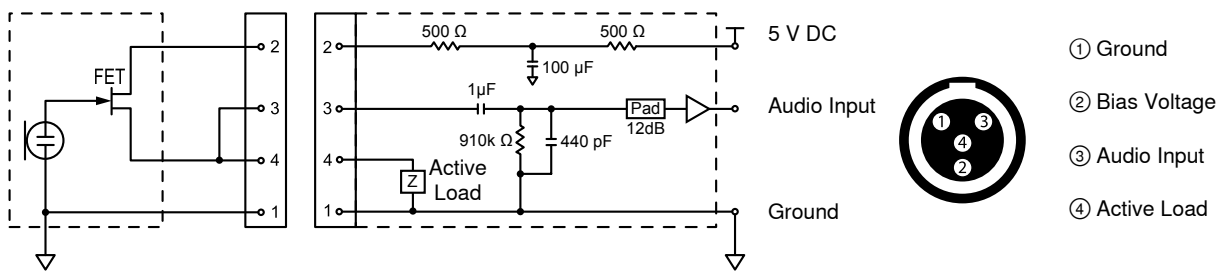 500 Ω
500 Ω
5 V DC
2
2
FET
100 µF
1µF
3
3
Audio Input
Pad
12dB
910k Ω
440 pF
4
4
Active
Load
Z
1
1
Ground
1
3
4
2
① Ground
② Bias Voltage
③ Audio Input
④ Active Load